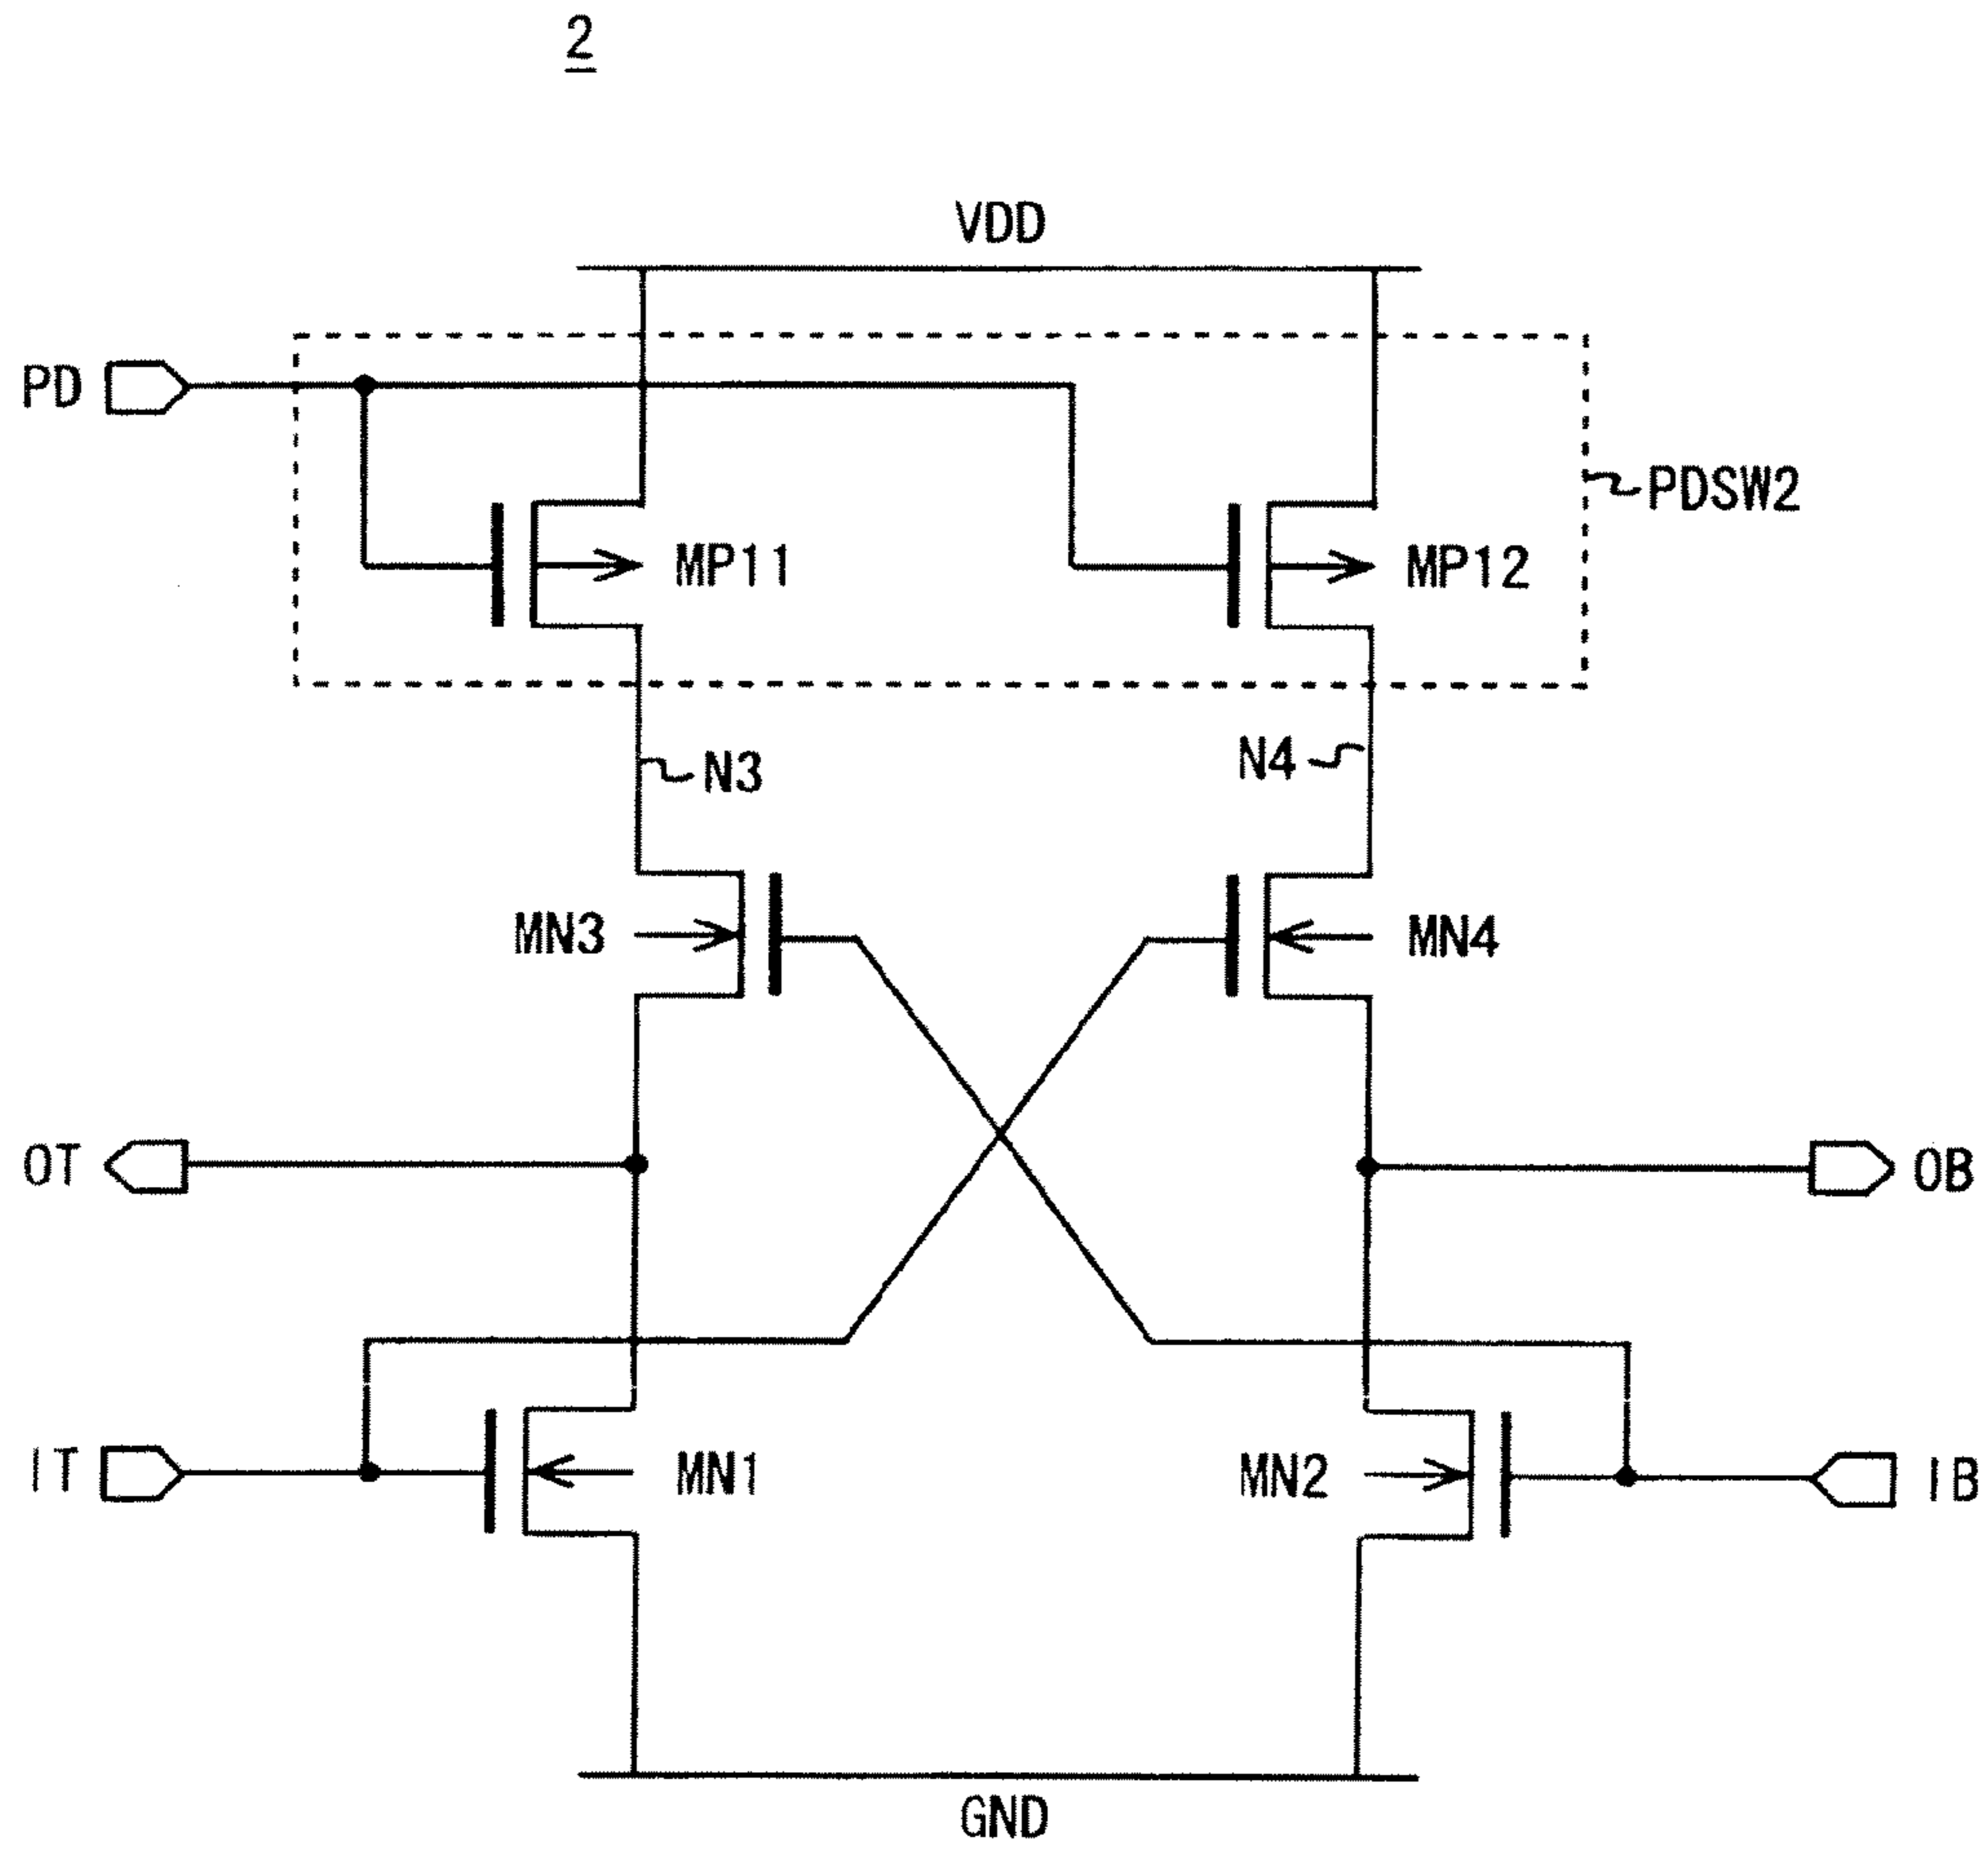 2
VDD
PD
PDSW2
MP11
MP12
N3
N4
MN3
MN4
OT
OB
IT
MN1
MN2
IB
GND